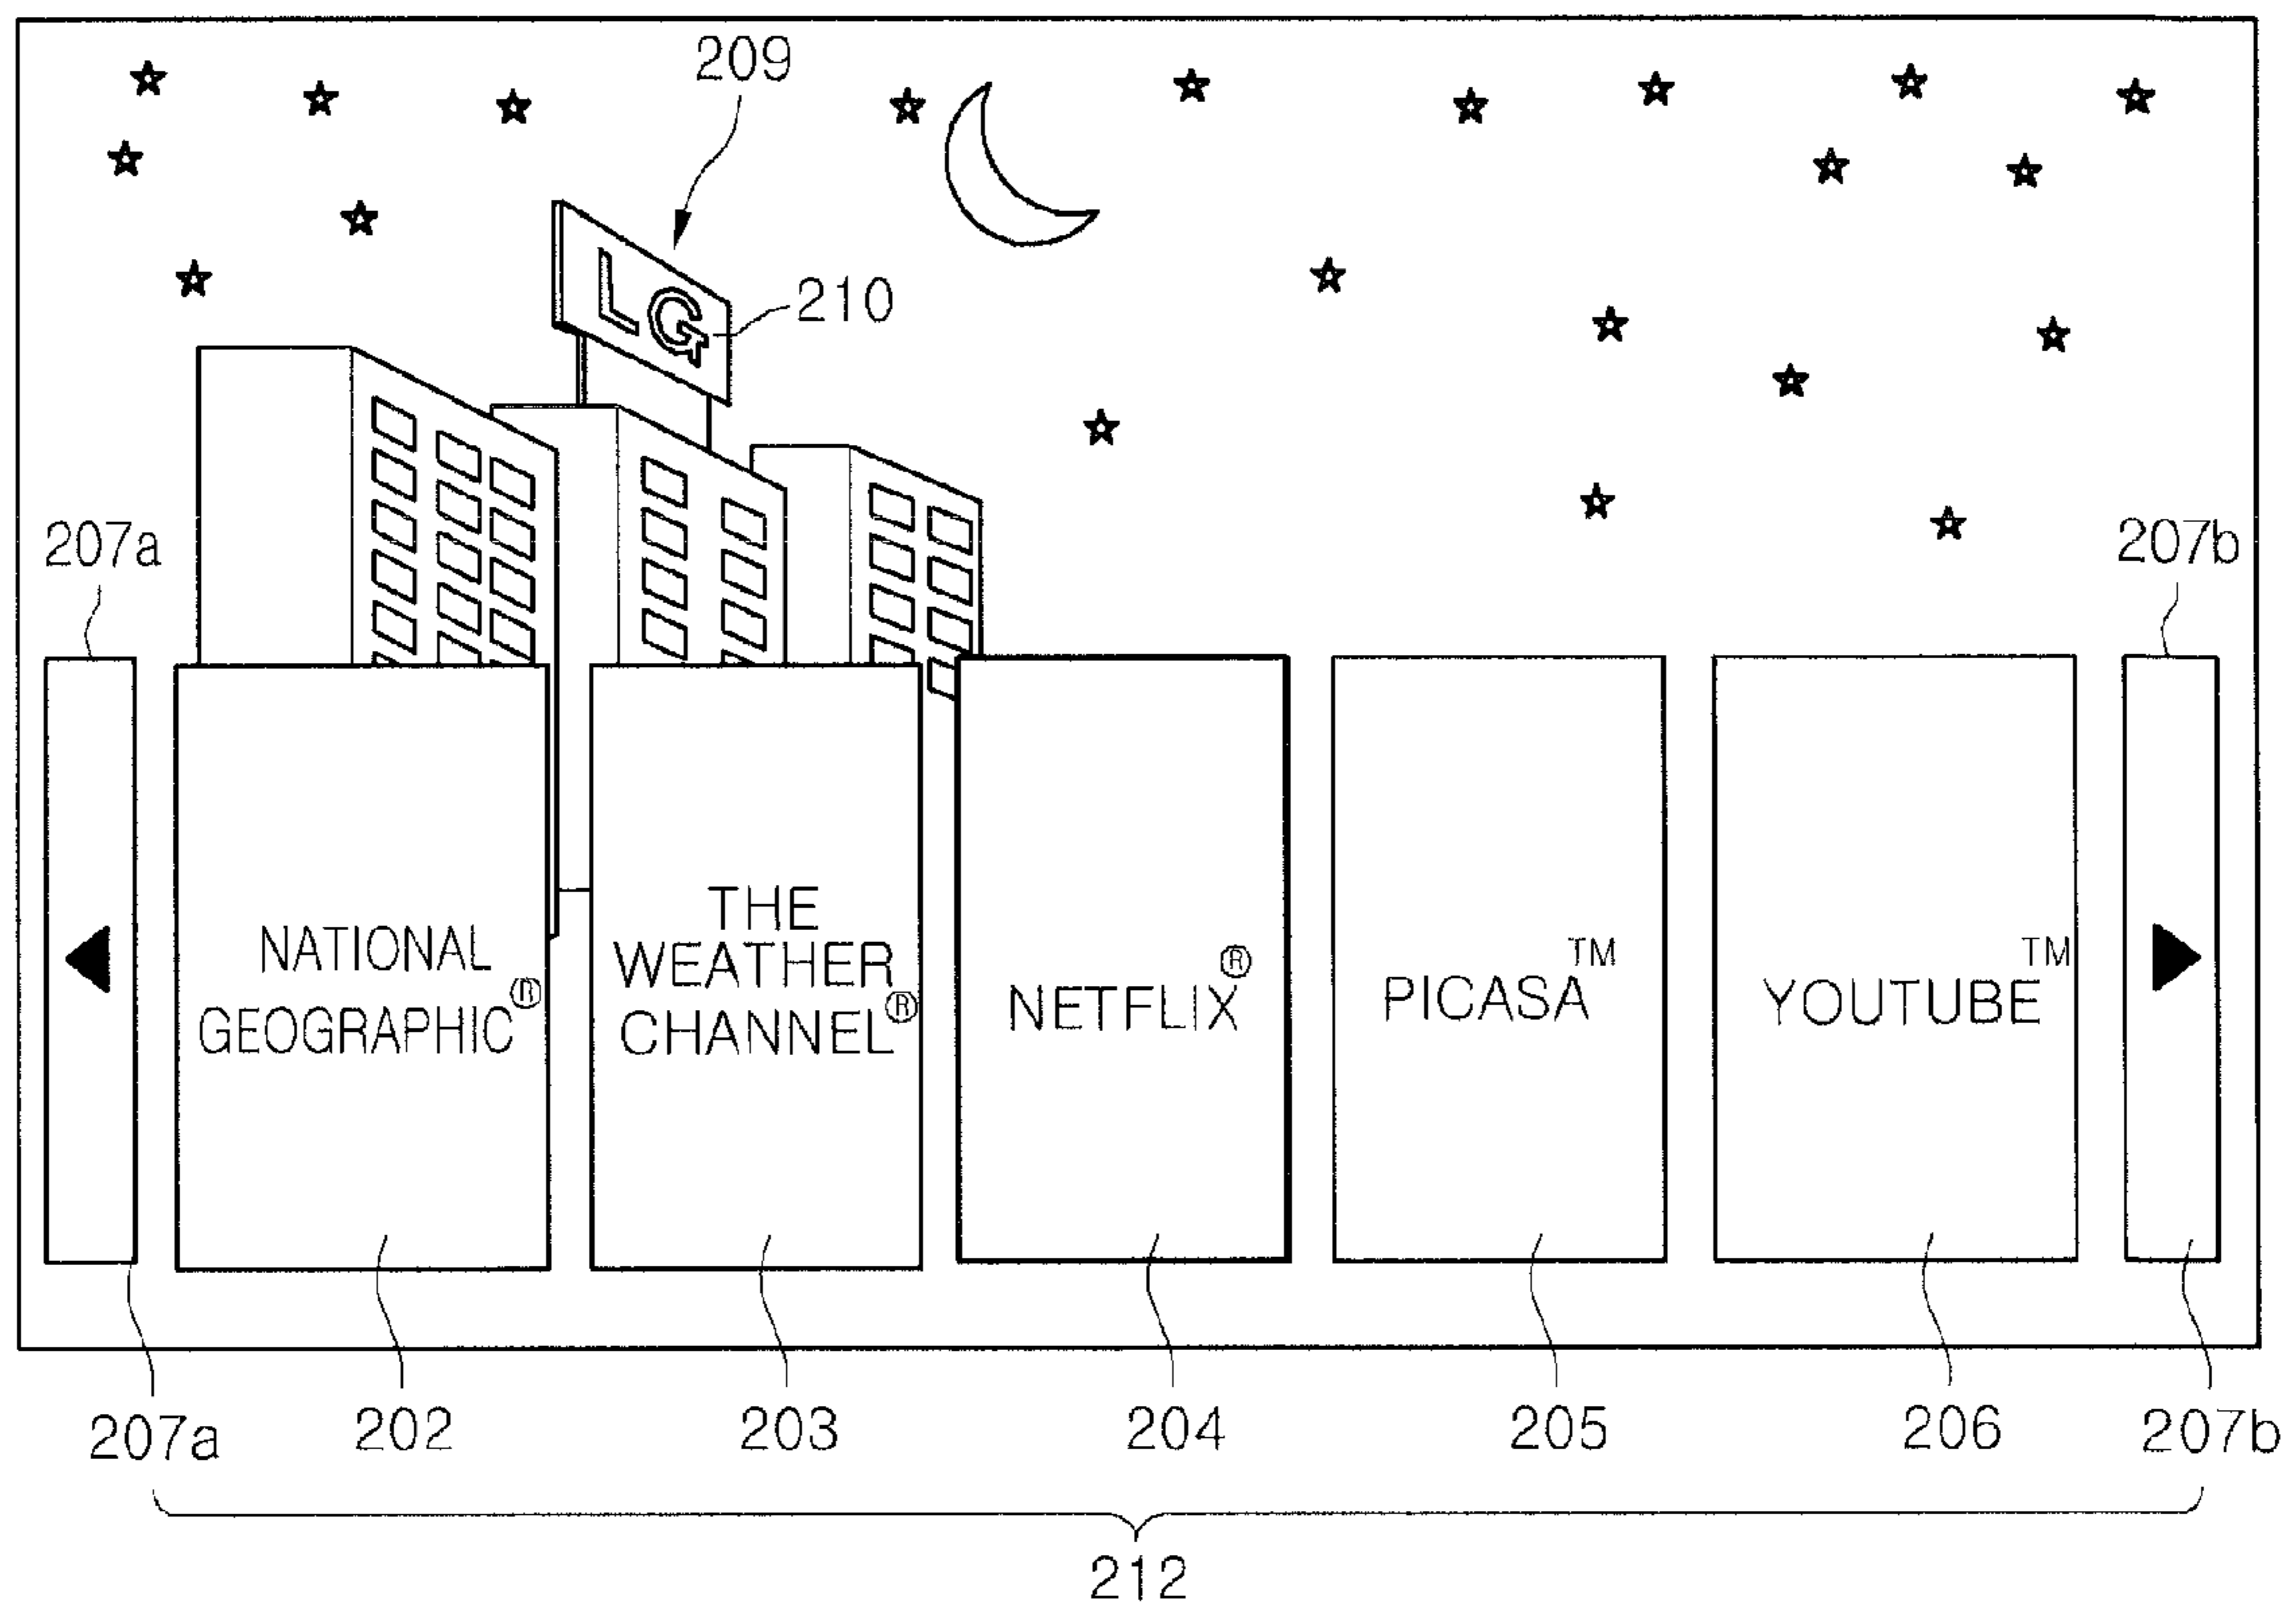 209
LG
210
207a
207b
NATIONAL
GEOGRAPHIC®
THE
WEATHER
CHANNEL®
NETFLIX®
PICASA™
YOUTUBE™
207a
202
203
204
205
206
207b
212